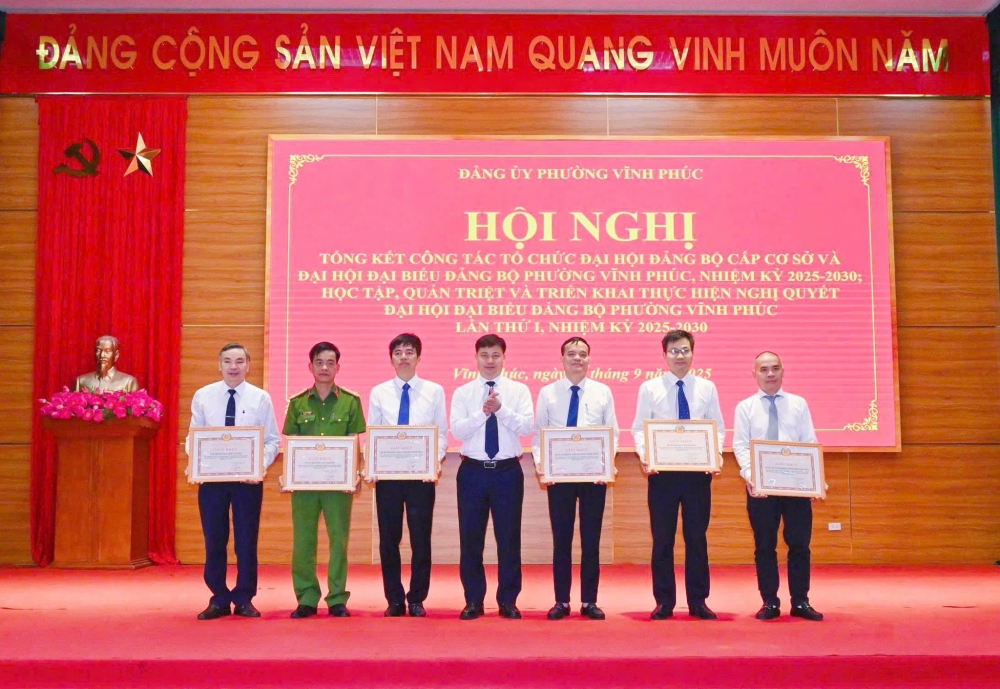 ĐẢNG CỘNG SẢN VIỆT NAM QUANG VINH MUÔN NĂM
ĐẢNG ỦY PHƯỜNG VĨNH PHÚC
HỘI NGHỊ
TỔNG KẾT CÔNG TÁC TỔ CHỨC ĐẠI HỘI ĐẢNG BỘ CẤP CƠ SỞ VÀ
ĐẠI HỘI ĐẠI BIỂU ĐẢNG BỘ PHƯỜNG VĨNH PHÚC, NHIỆM KỲ 2025-2030;
HỌC TẬP, QUÁN TRIỆT VÀ TRIỂN KHAI THỰC HIỆN NGHỊ QUYẾT
ĐẠI HỘI ĐẠI BIỂU ĐẢNG BỘ PHƯỜNG VĨNH PHÚC
LẦN THỨ I, NHIỆM KỲ 2025-2030
Phúc, tháng 9